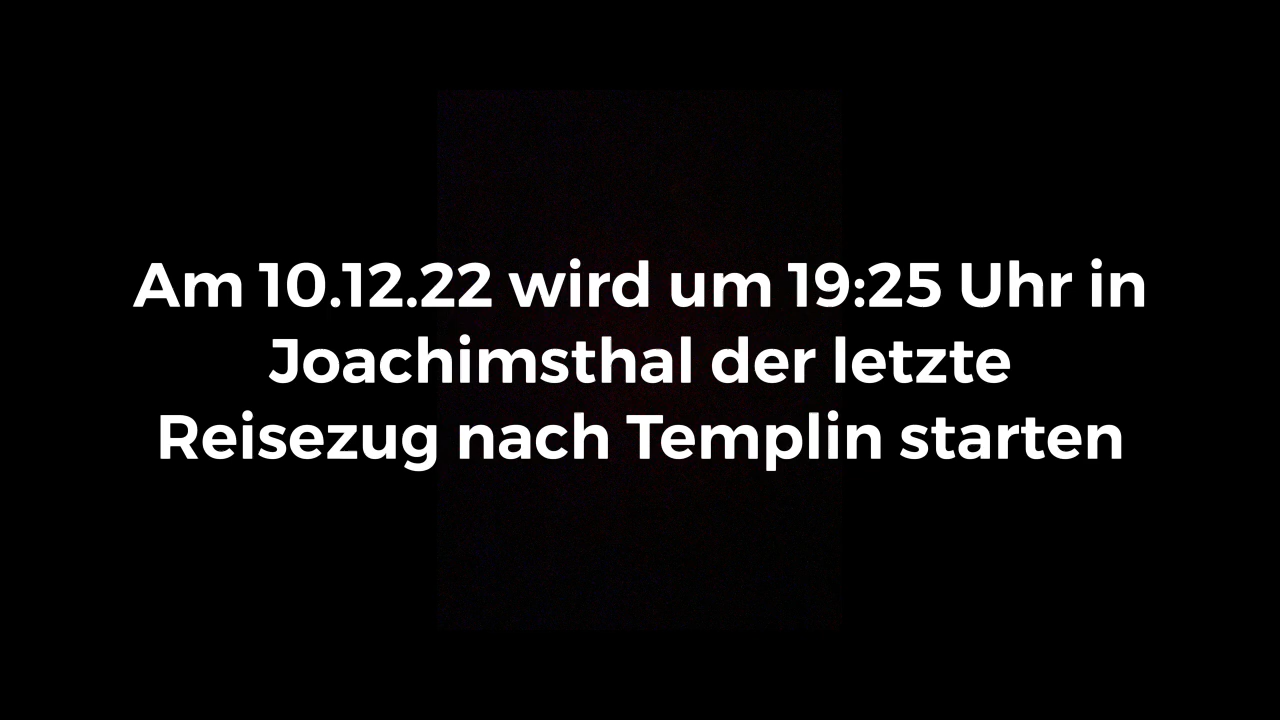 Am 10.12.22 wird um 19:25 Uhr in
Joachimsthal der letzte
Reisezug nach Templin starten